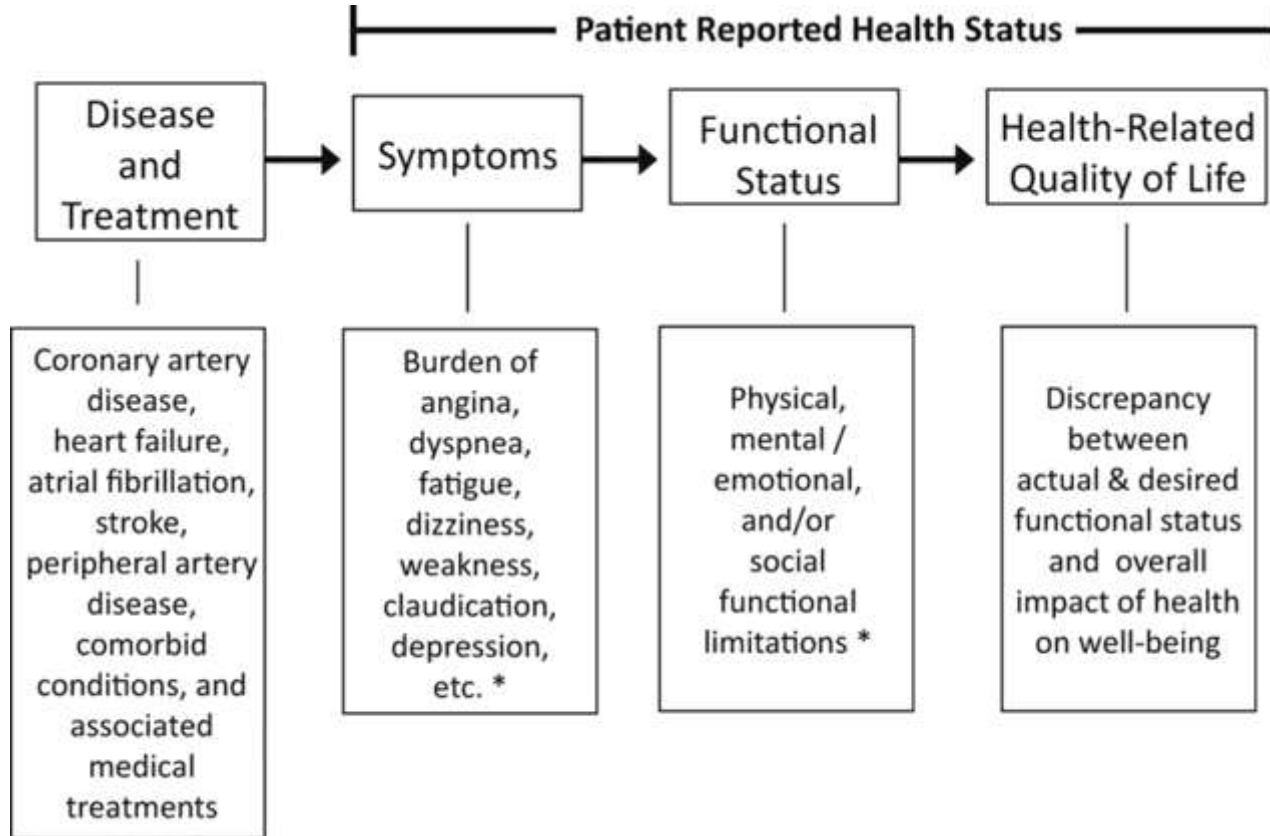 Patient Reported Health Status
Disease
and
Treatment
Symptoms
Functional
Status
Health-Related
Quality of Life
Coronary artery
disease,
heart failure,
atrial fibrillation,
stroke,
peripheral artery
disease,
comorbid
conditions, and
associated
medical
treatments
Burden of
angina,
dyspnea,
fatigue,
dizziness,
weakness,
claudication,
depression,
etc. *
Physical,
mental /
emotional,
and/or
social
functional
limitations *
Discrepancy
between
actual & desired
functional status
and overall
impact of health
on well-being